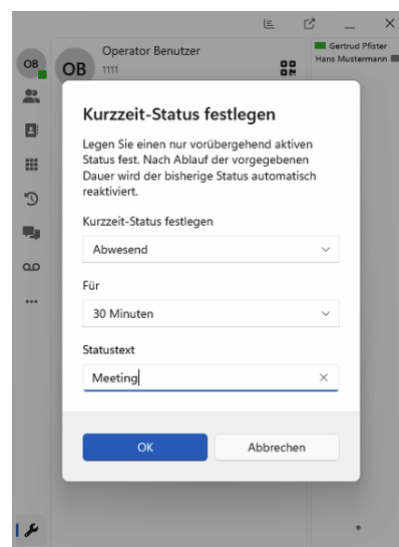 OB
OB
Operator Benutzer
1111
Gertrud Pfister
Hans Mustermann
Kurzzeit-Status festlegen
Legen Sie einen nur vorübergehend aktiven
Status fest. Nach Ablauf der vorgegebenen
Dauer wird der bisherige Status automatisch
reaktiviert.
Kurzzeit-Status festlegen
Abwesend
Für
30 Minuten
Statustext
Meeting
OK
Abbrechen